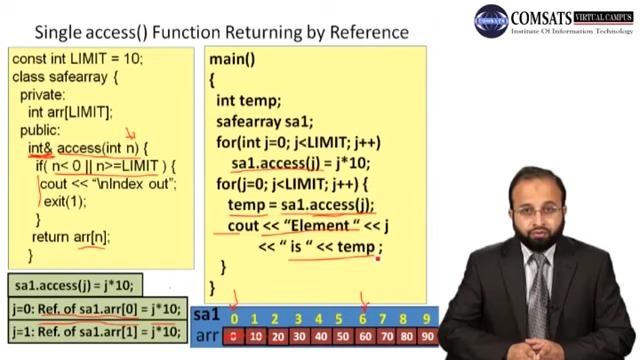 Single access() Function Returning by Reference
COMSATS VIRTUAL CAMPUS
Institute Of Information Technology
COMSATS
const int LIMIT = 10;
class safearray {
private:
int arr[LIMIT];
public:
int& access(int n) {
if( n< 0 || n>=LIMIT ) {
cout << "\nIndex out";
exit(1);
}
return arr[n];
}
main()
{
int temp;
safearray sa1;
for(int j=0; j<LIMIT; j++)
sa1.access(j) = j*10;
for(j=0; j<LIMIT; j++) {
temp = sa1.access(j);
cout << "Element " << j
<< " is " << temp ;
}
}
sa1.access(j) = j*10;
j=0: Ref. of sa1.arr[0] = j*10;
j=1: Ref. of sa1.arr[1] = j*10;
sa1 0 1 2 3 4 5 6 7 8 9
arr 0 10 20 30 40 50 60 70 80 90